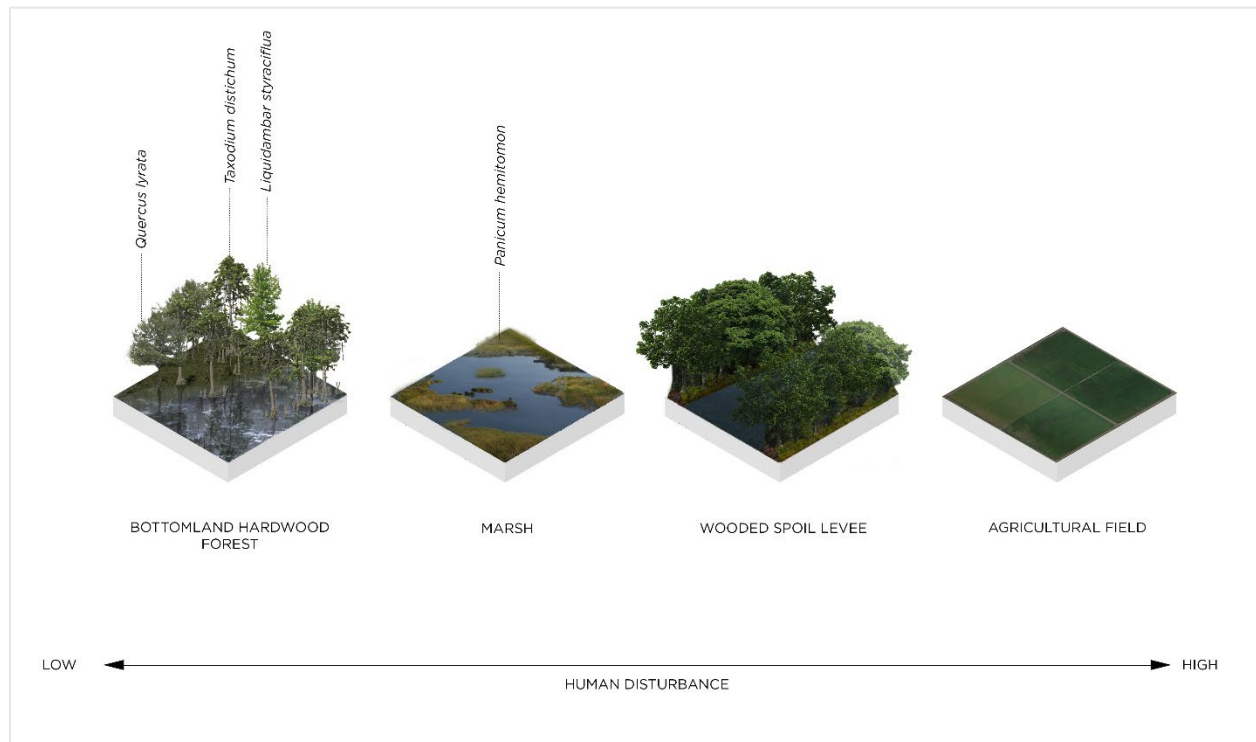 Quercus lyrata
Taxodium distichum
Liquidambar styraciflua
Panicum hemitomon
BOTTOMLAND HARDWOOD
FOREST
MARSH
WOODED SPOIL LEVEE
AGRICULTURAL FIELD
LOW
HIGH
HUMAN DISTURBANCE